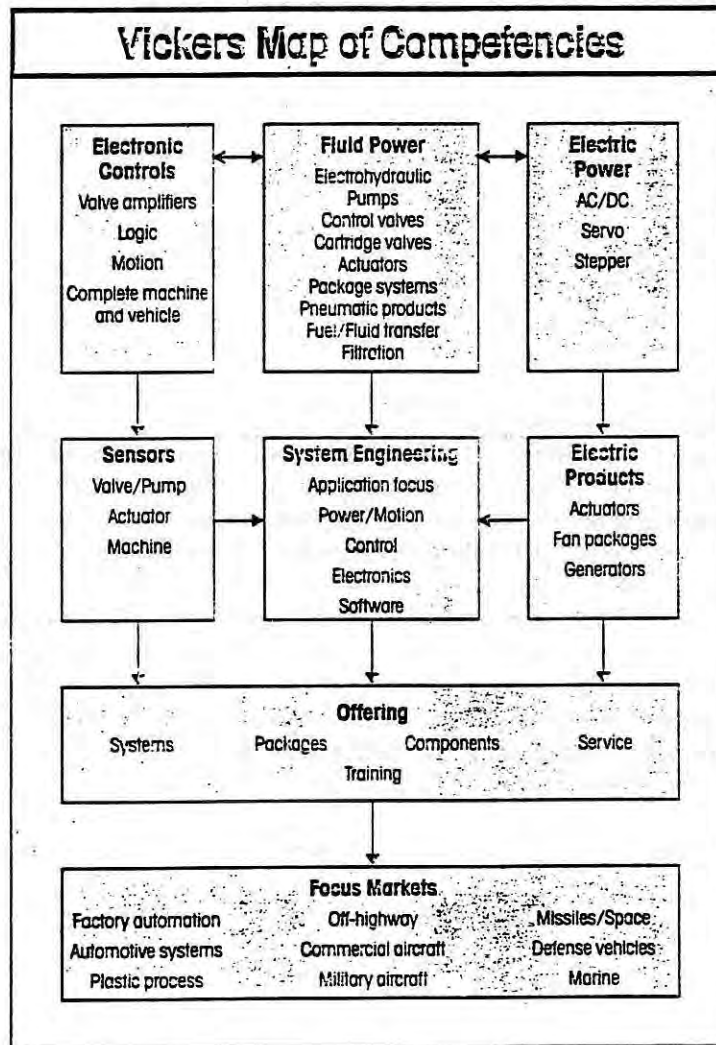 Vickers Map of Competencies
Electronic
Controls
Valve amplifiers
Logic
Motion
Complete machine
and vehicle
Fluid Power
Electrohydraulic
Pumps
Control valves
Cartridge valves
Actuators
Package systems
Pneumatic products
Fuel/Fluid transfer
Filtration
Electric
Power
AC/DC
Servo
Stepper
Sensors
Valve/Pump
Actuator
Machine
System Engineering
Application focus
Power/Motion
Control
Electronics
Software
Electric
Products
Actuators
Fan packages
Generators
Offering
Systems Packages Components Service
Training
Focus Markets
Factory automation Off-highway Missiles/Space
Automotive systems Commercial aircraft Defense vehicles
Plastic process Military aircraft Marine